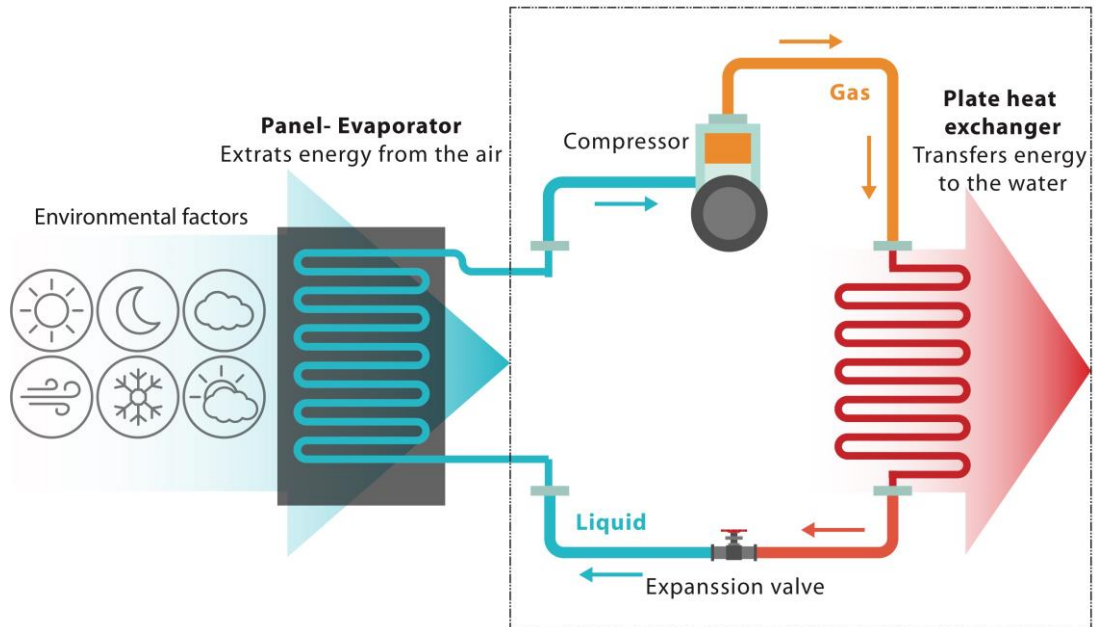 Environmental factors
Panel- Evaporator
Extrats energy from the air
Compressor
Gas
Plate heat
exchanger
Transfers energy
to the water
Liquid
Expanssion valve